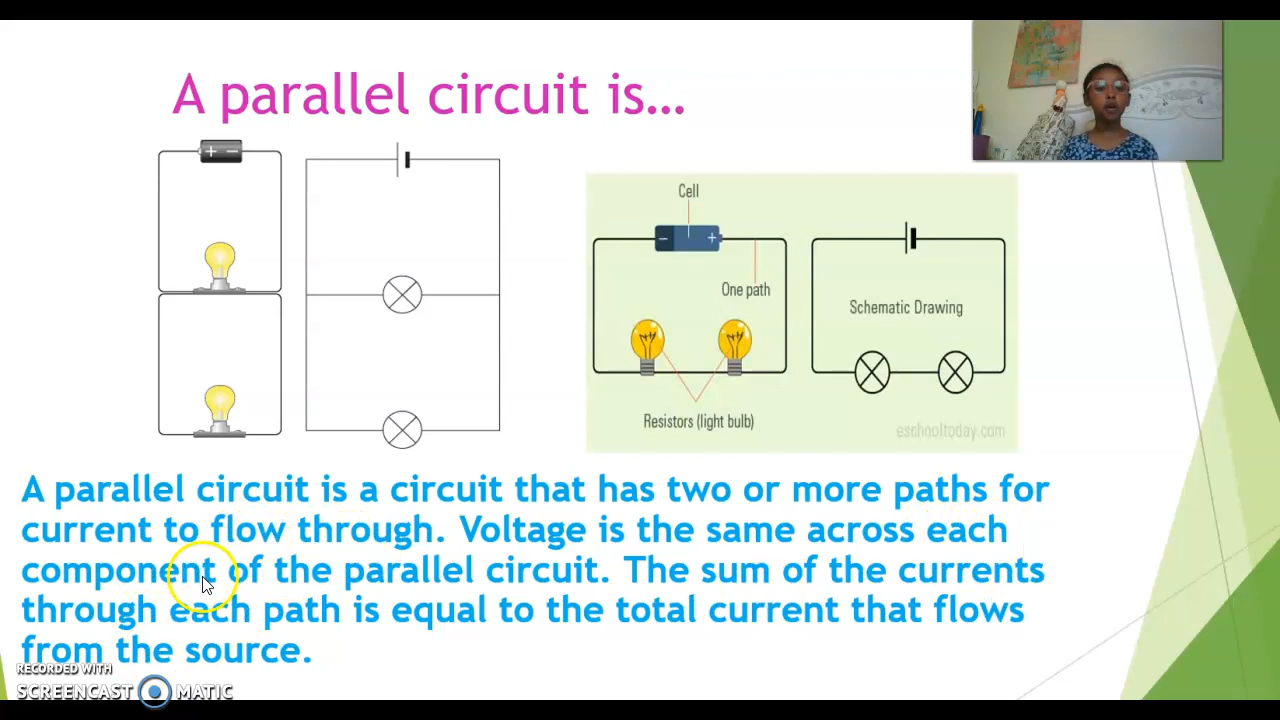 A parallel circuit is…
Cell
One path
Schematic Drawing
Resistors (light bulb)
eschooltoday.com
A parallel circuit is a circuit that has two or more paths for
current to flow through. Voltage is the same across each
component of the parallel circuit. The sum of the currents
through each path is equal to the total current that flows
from the source.
RECORDED WITH
SCREENCAST MATIC